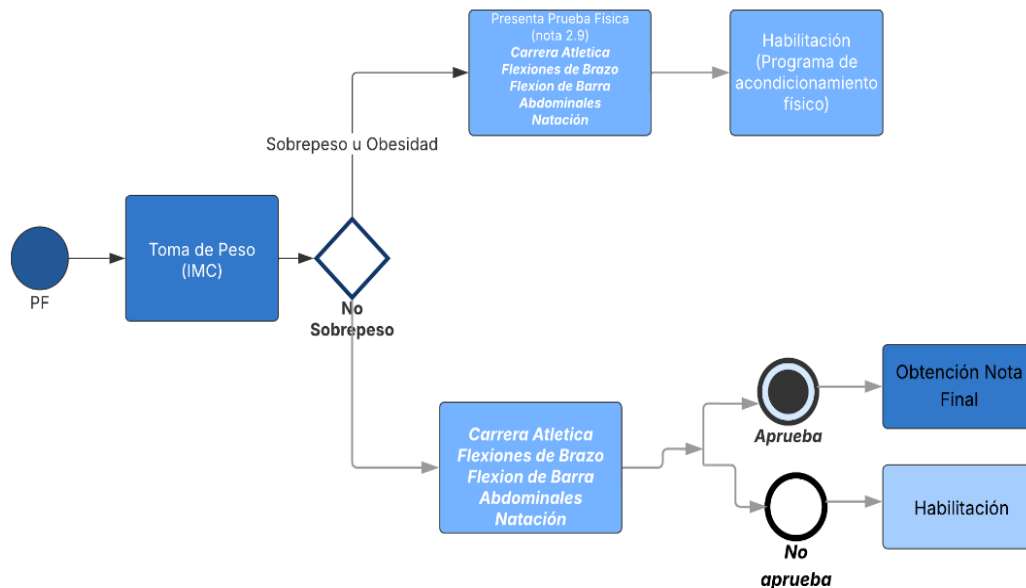 Presenta Prueba Física
(nota 2.9)
Carrera Atletica
Flexiones de Brazo
Flexion de Barra
Abdominales
Natación
Habilitación
(Programa de
acondicionamiento
físico)
Sobrepeso u Obesidad
Toma de Peso
(IMC)
PF
No
Sobrepeso
Carrera Atletica
Flexiones de Brazo
Flexion de Barra
Abdominales
Natación
Aprueba
Obtención Nota
Final
No
aprueba
Habilitación